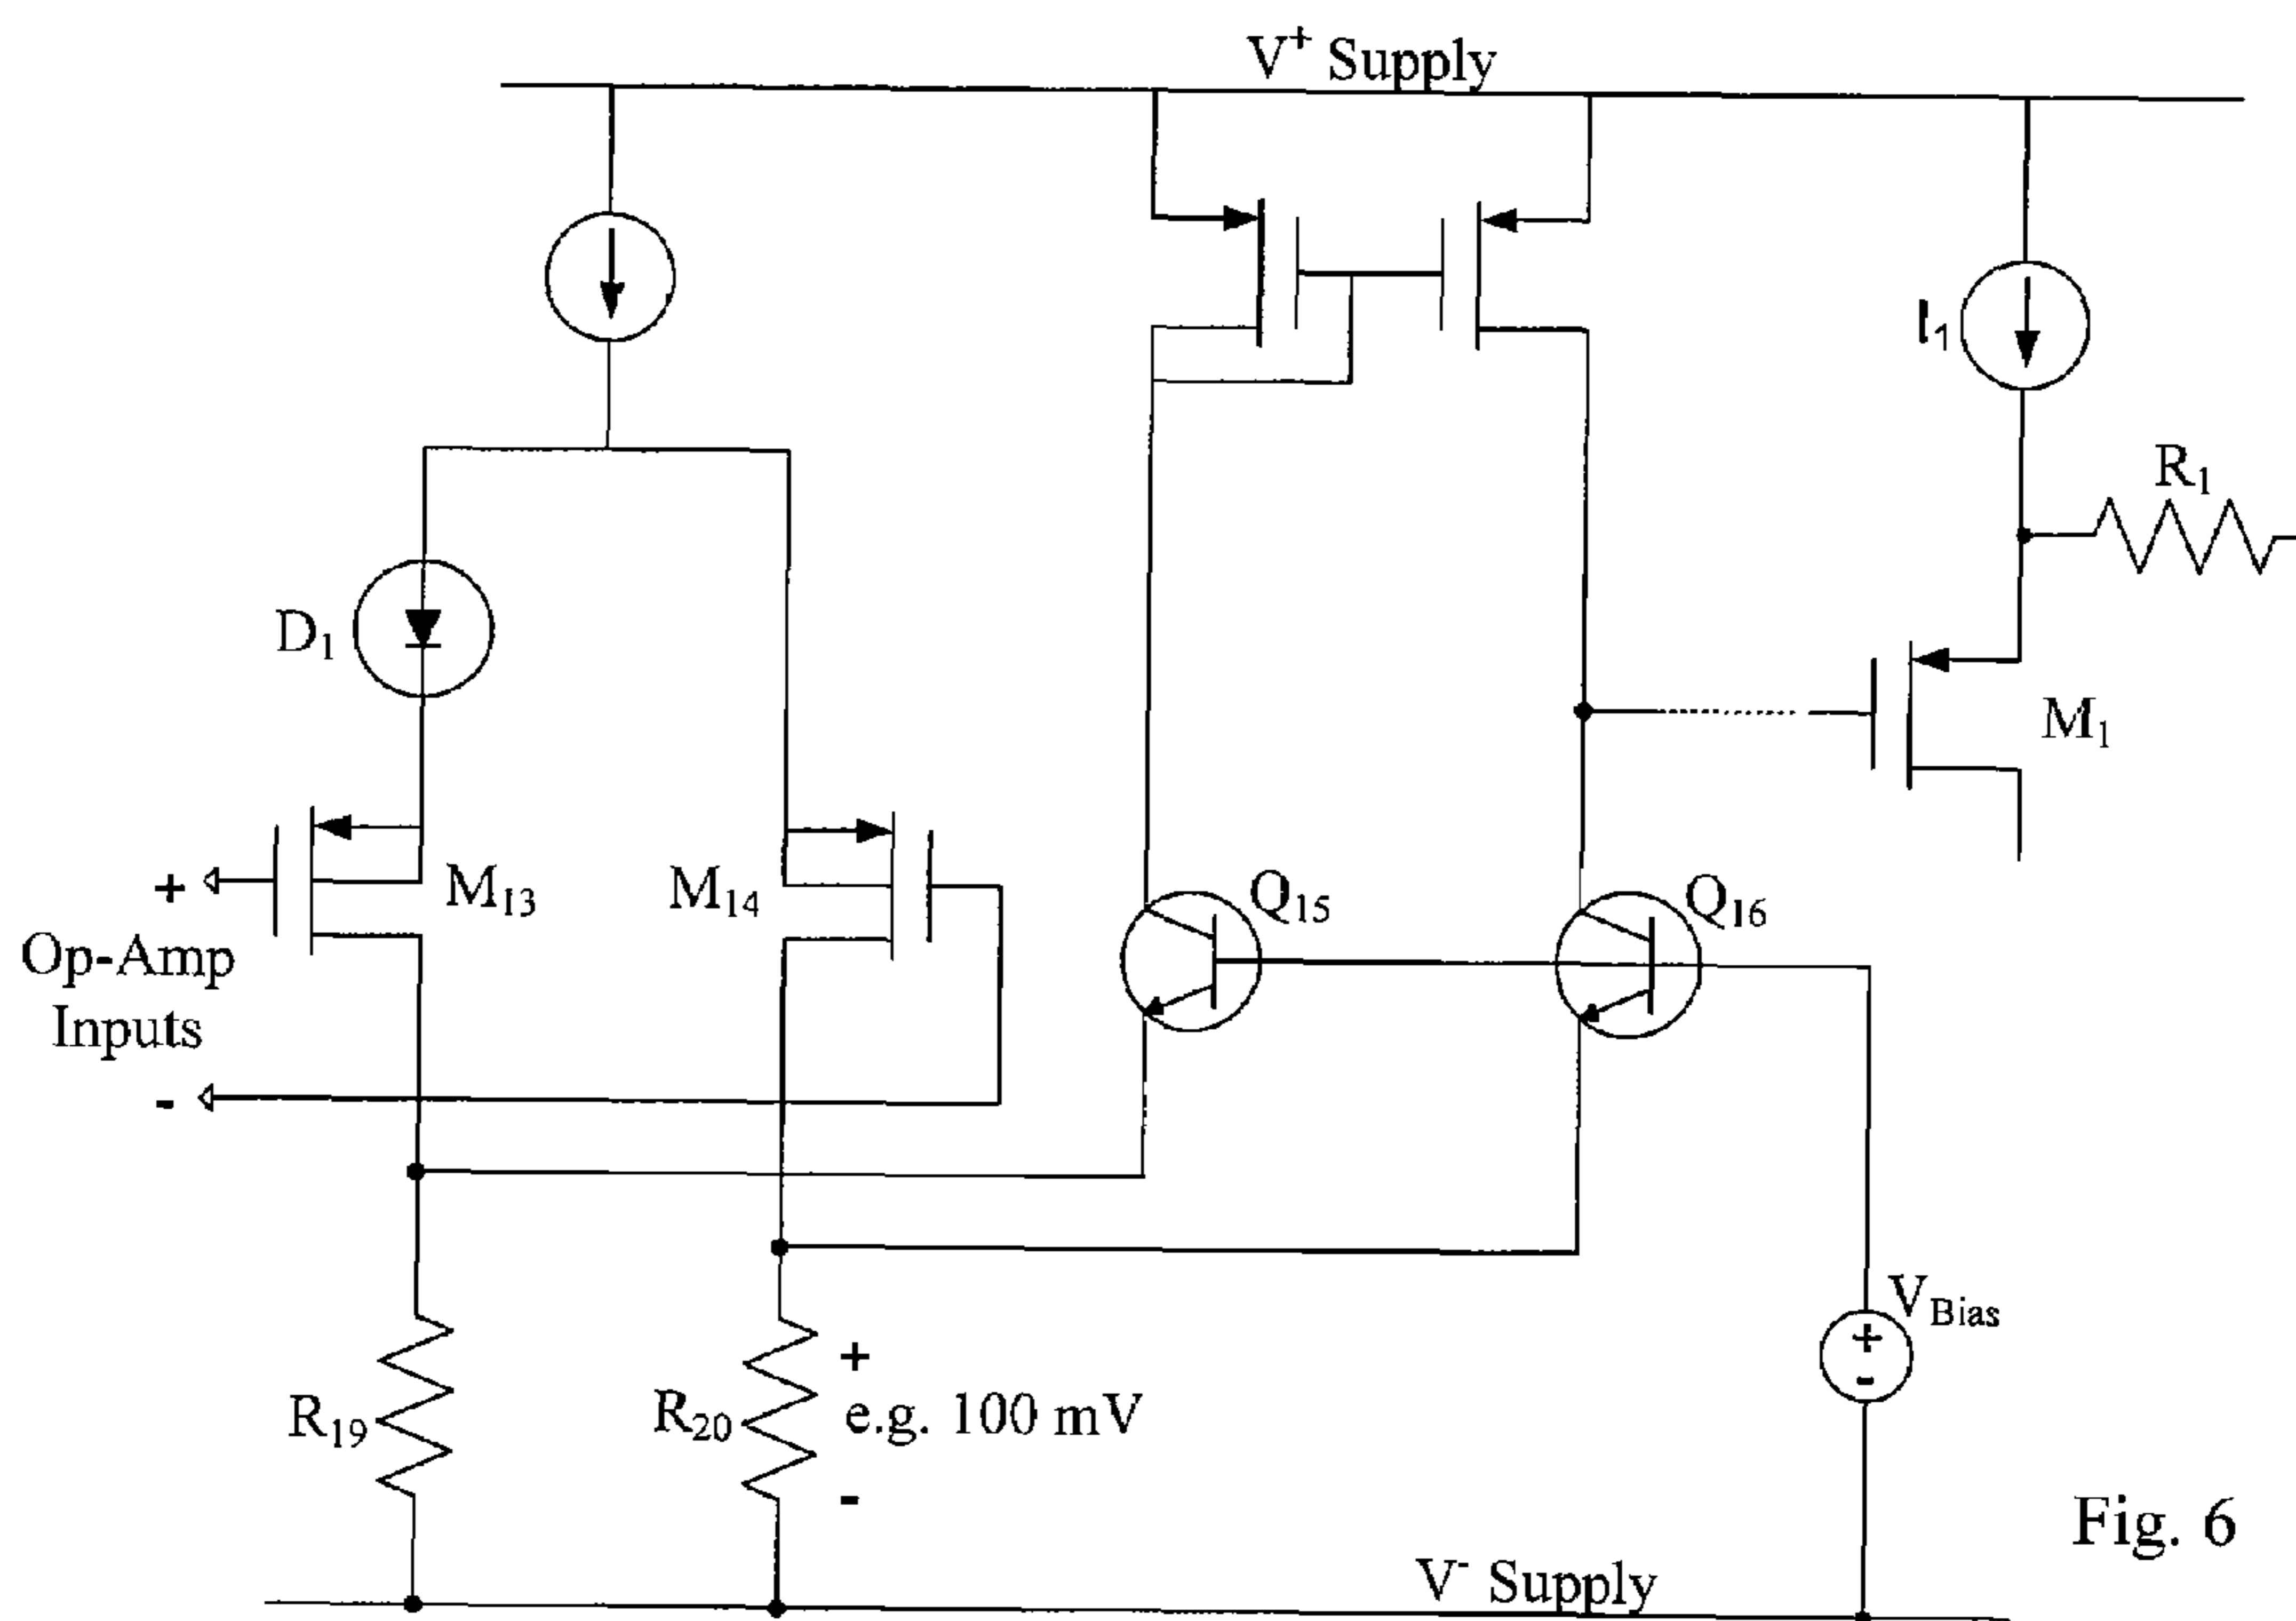 V⁺ Supply
I₁
R₁
D₁
M₁
M₁₃
M₁₄
Q₁₅
Q₁₆
+
Op-Amp
Inputs
-
V_Bias
+
-
R₁₉
R₂₀
+
e.g. 100 mV
-
Fig. 6
V⁻ Supply